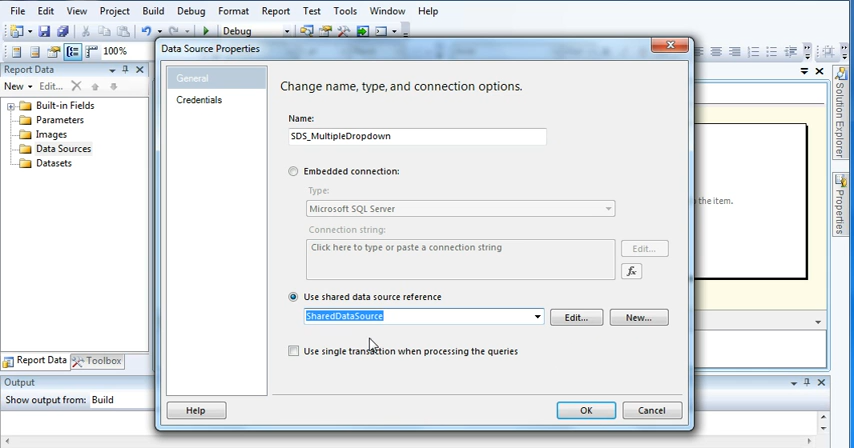 File Edit View Project Build Debug Format Report Test Tools Window Help
Debug
100%
Report Data
New Edit...
Built-in Fields
Parameters
Images
Data Sources
Datasets
Report Data Toolbox
Output
Show output from: Build
Data Source Properties
General
Credentials
Change name, type, and connection options.
Name:
SDS_MultipleDropdown
Embedded connection:
Type:
Microsoft SQL Server
Connection string:
Click here to type or paste a connection string
Edit...
fx
Use shared data source reference
SharedDataSource
Edit... New...
Use single transaction when processing the queries
Help OK Cancel
the item.
Solution Explorer
Properties